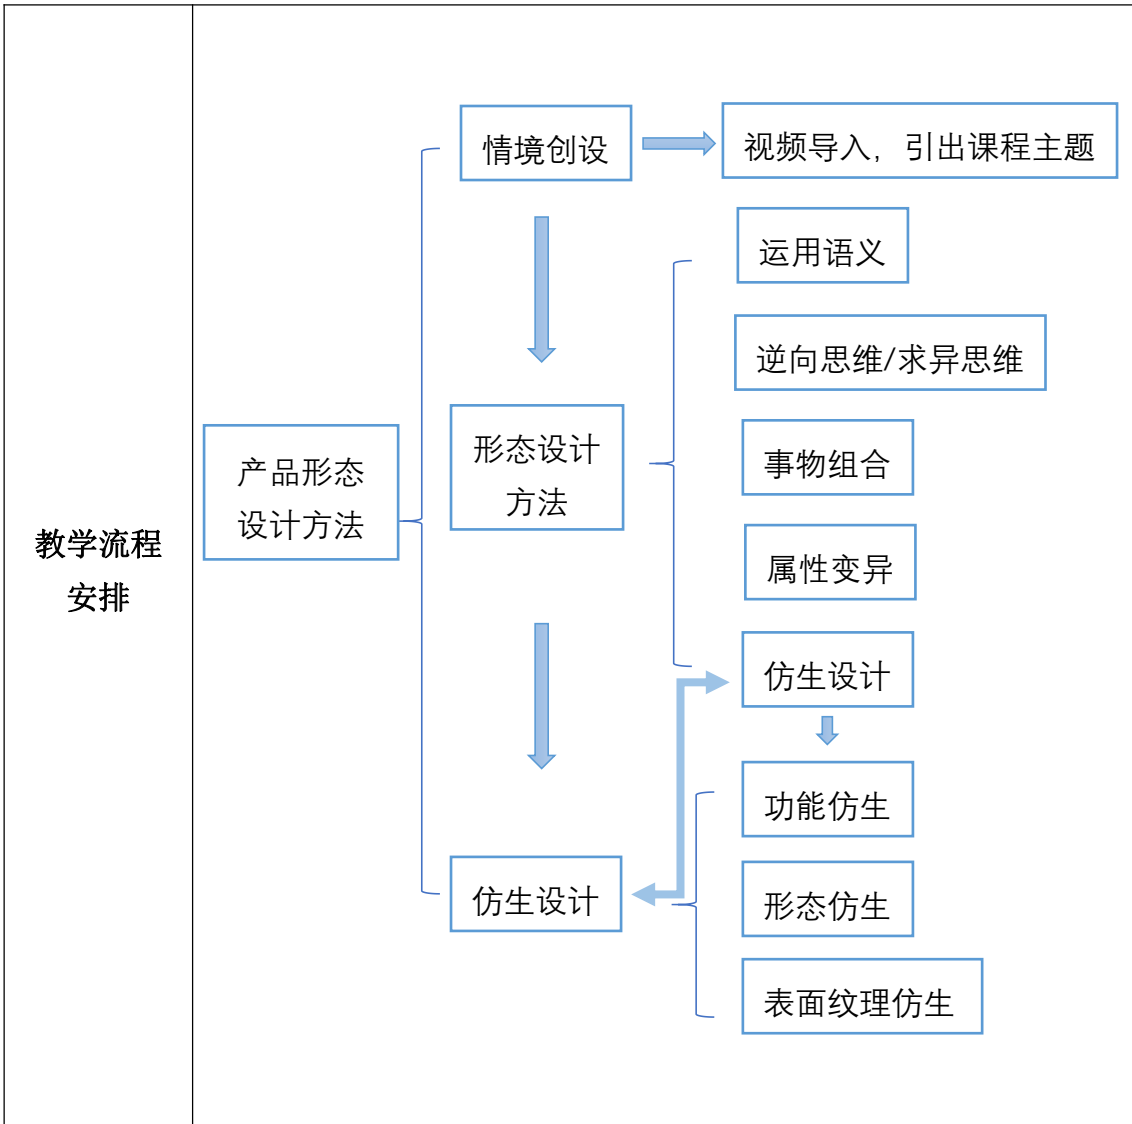 教学流程
安排
产品形态
设计方法
情境创设
视频导入，引出课程主题
形态设计
方法
运用语义
逆向思维/求异思维
事物组合
属性变异
仿生设计
仿生设计
功能仿生
形态仿生
表面纹理仿生